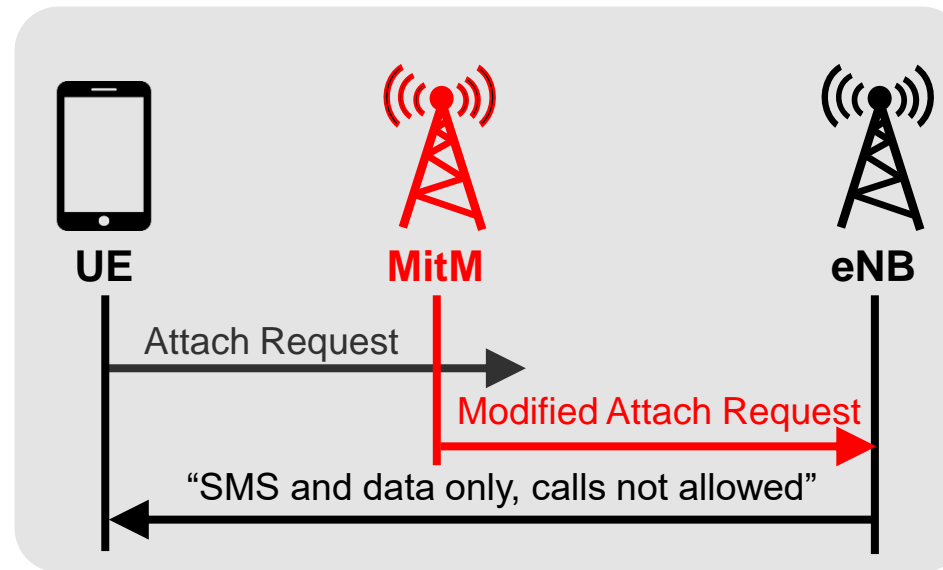 UE
MitM
eNB
Attach Request
Modified Attach Request
“SMS and data only, calls not allowed”